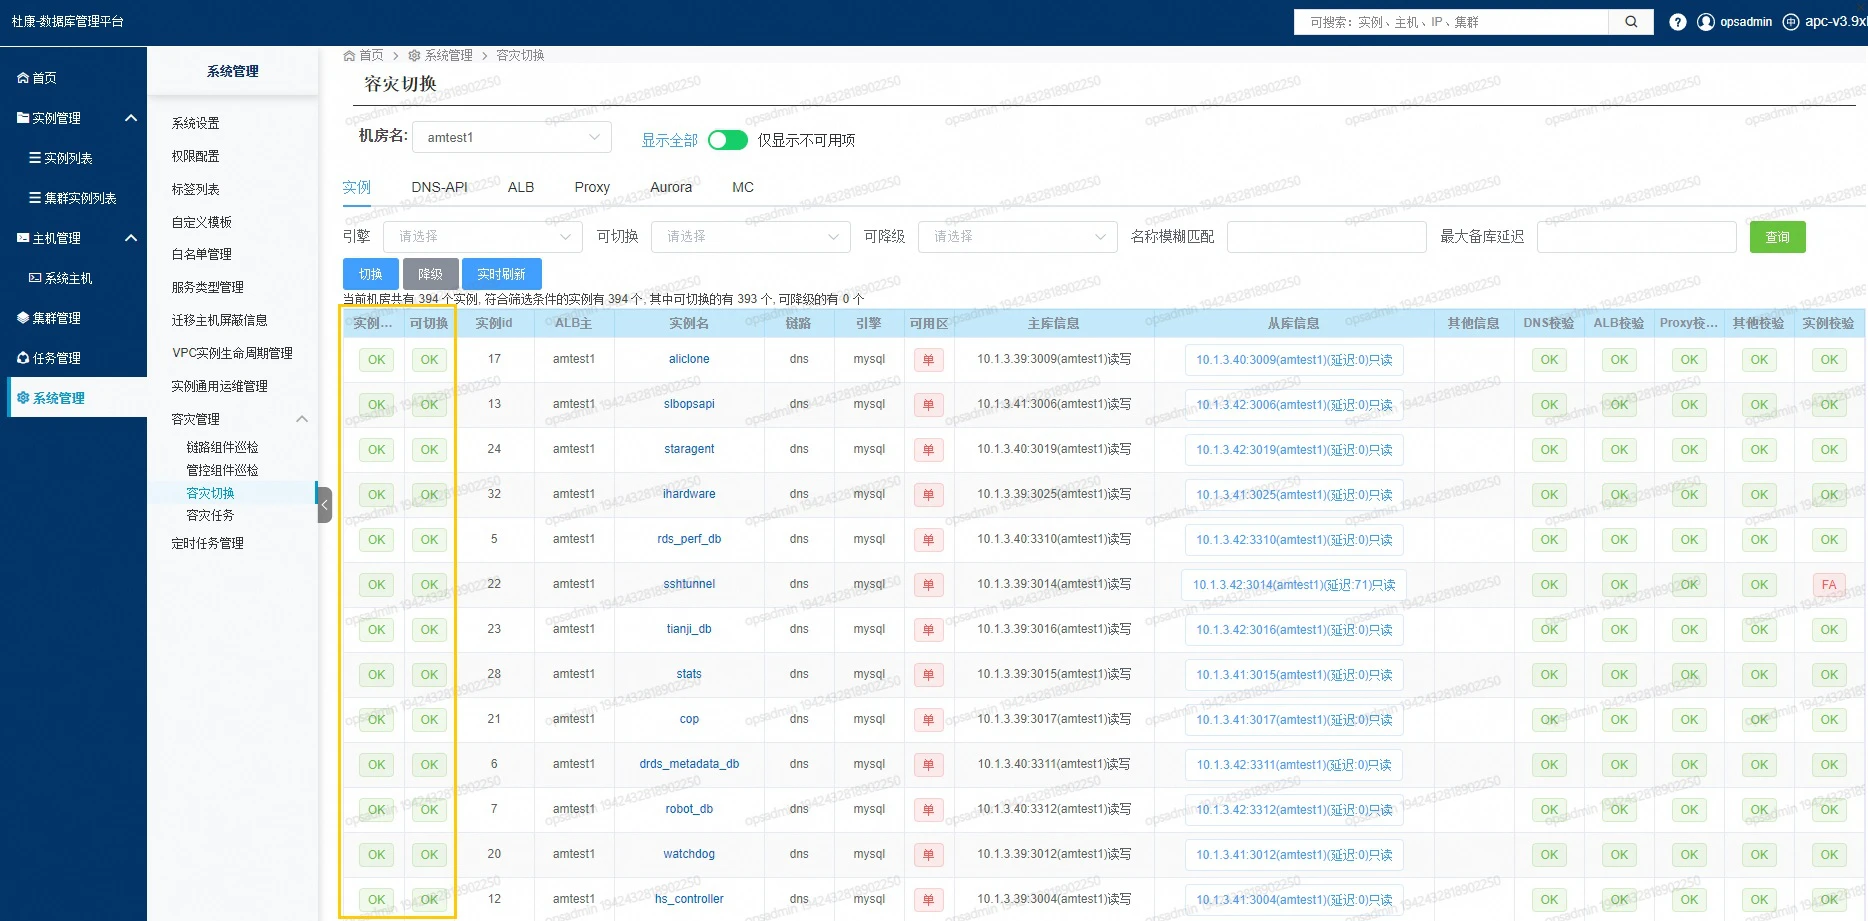 杜康-数据库管理平台
可搜索：实例、主机、IP、集群
opsadmin
apc-v3.9x
首页
实例管理
实例列表
集群实例列表
主机管理
系统主机
集群管理
任务管理
系统管理
系统管理
系统设置
权限配置
标签列表
自定义模板
白名单管理
服务类型管理
迁移主机屏蔽信息
VPC实例生命周期管理
实例通用运维管理
容灾管理
链路组件巡检
管控组件巡检
容灾切换
容灾任务
定时任务管理
首页 > 系统管理 > 容灾切换
容灾切换
机房名: amtest1 显示全部 仅显示不可用项
实例 DNS-API ALB Proxy Aurora MC
引擎 请选择 可切换 请选择 可降级 请选择 名称模糊匹配 最大备库延迟 查询
切换 降级 实时刷新
当前机房共有 394 个实例, 符合筛选条件的实例有 394 个, 其中可切换的有 393 个, 可降级的有 0 个
实例... 可切换 实例id ALB主 实例名 链路 引擎 可用区 主库信息 从库信息 其他信息 DNS校验 ALB校验 Proxy校... 其他校验 实例校验
OK OK 17 amtest1 aliclone dns mysql 单 10.1.3.39:3009(amtest1)读写 10.1.3.40:3009(amtest1)(延迟:0)只读 OK OK OK OK OK
OK OK 13 amtest1 slbopsapi dns mysql 单 10.1.3.41:3006(amtest1)读写 10.1.3.42:3006(amtest1)(延迟:0)只读 OK OK OK OK OK
OK OK 24 amtest1 staragent dns mysql 单 10.1.3.40:3019(amtest1)读写 10.1.3.42:3019(amtest1)(延迟:0)只读 OK OK OK OK OK
OK OK 32 amtest1 ihardware dns mysql 单 10.1.3.39:3025(amtest1)读写 10.1.3.41:3025(amtest1)(延迟:0)只读 OK OK OK OK OK
OK OK 5 amtest1 rds_perf_db dns mysql 单 10.1.3.40:3310(amtest1)读写 10.1.3.42:3310(amtest1)(延迟:0)只读 OK OK OK OK OK
OK OK 22 amtest1 sshtunnel dns mysql 单 10.1.3.39:3014(amtest1)读写 10.1.3.42:3014(amtest1)(延迟:71)只读 OK OK OK OK FA
OK OK 23 amtest1 tianji_db dns mysql 单 10.1.3.39:3016(amtest1)读写 10.1.3.42:3016(amtest1)(延迟:0)只读 OK OK OK OK OK
OK OK 28 amtest1 stats dns mysql 单 10.1.3.39:3015(amtest1)读写 10.1.3.41:3015(amtest1)(延迟:0)只读 OK OK OK OK OK
OK OK 21 amtest1 cop dns mysql 单 10.1.3.39:3017(amtest1)读写 10.1.3.41:3017(amtest1)(延迟:0)只读 OK OK OK OK OK
OK OK 6 amtest1 drds_metadata_db dns mysql 单 10.1.3.40:3311(amtest1)读写 10.1.3.42:3311(amtest1)(延迟:0)只读 OK OK OK OK OK
OK OK 7 amtest1 robot_db dns mysql 单 10.1.3.40:3312(amtest1)读写 10.1.3.42:3312(amtest1)(延迟:0)只读 OK OK OK OK OK
OK OK 20 amtest1 watchdog dns mysql 单 10.1.3.39:3012(amtest1)读写 10.1.3.41:3012(amtest1)(延迟:0)只读 OK OK OK OK OK
OK OK 12 amtest1 hs_controller dns mysql 单 10.1.3.39:3004(amtest1)读写 10.1.3.41:3004(amtest1)(延迟:0)只读 OK OK OK OK OK
opsadmin 1942432818902250